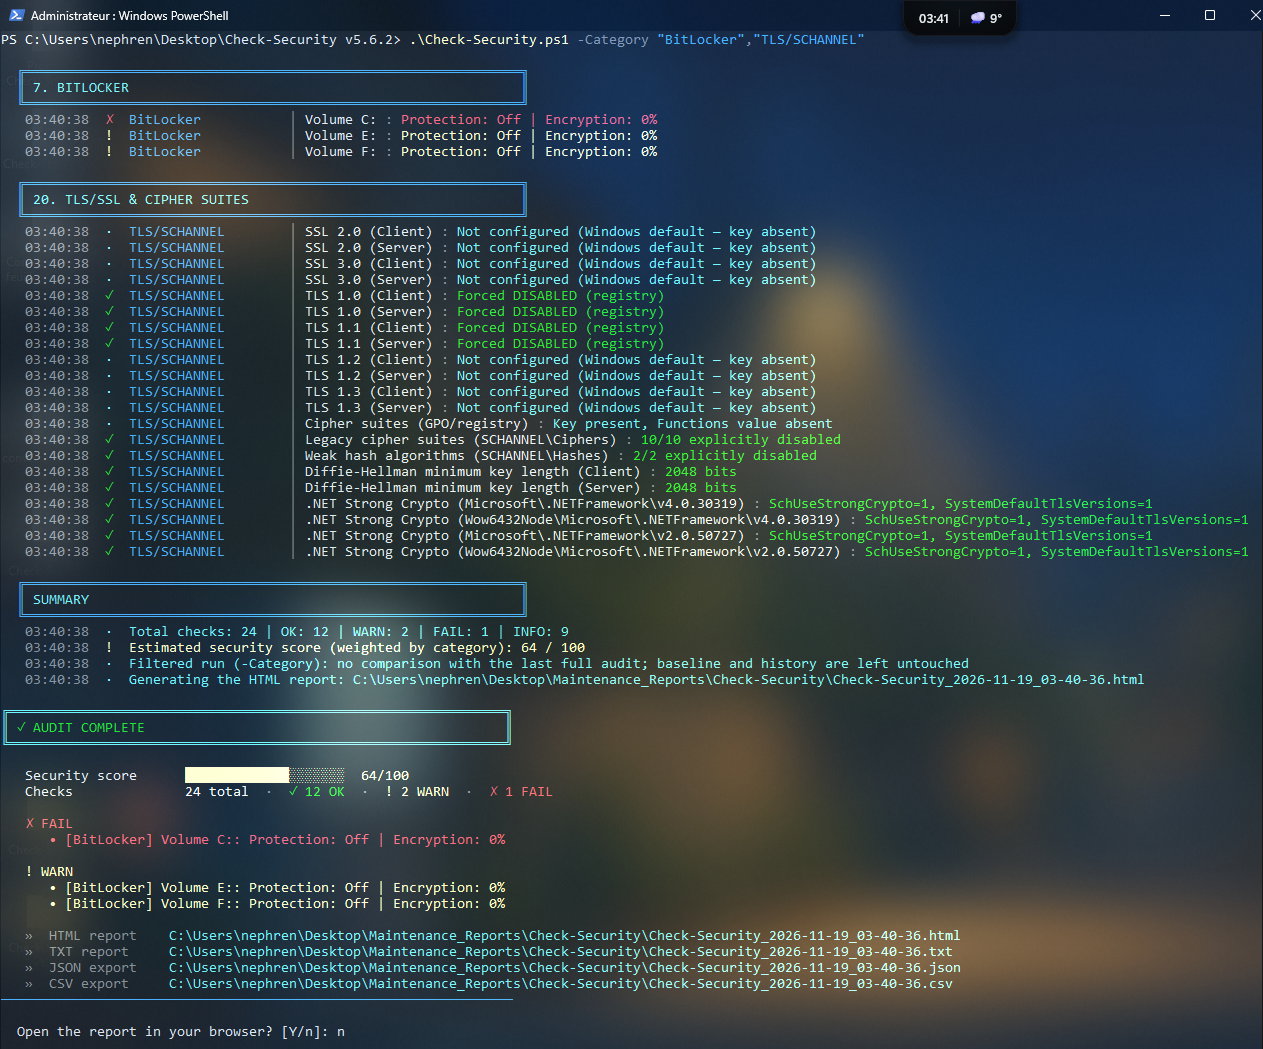 Administrateur : Windows PowerShell
03:41 9°
PS C:\Users\nephren\Desktop\Check-Security v5.6.2> .\Check-Security.ps1 -Category "BitLocker","TLS/SCHANNEL"
7. BITLOCKER
03:40:38 ✗ BitLocker │ Volume C: : Protection: Off | Encryption: 0%
03:40:38 ! BitLocker │ Volume E: : Protection: Off | Encryption: 0%
03:40:38 ! BitLocker │ Volume F: : Protection: Off | Encryption: 0%
20. TLS/SSL & CIPHER SUITES
03:40:38 · TLS/SCHANNEL │ SSL 2.0 (Client) : Not configured (Windows default — key absent)
03:40:38 · TLS/SCHANNEL │ SSL 2.0 (Server) : Not configured (Windows default — key absent)
03:40:38 · TLS/SCHANNEL │ SSL 3.0 (Client) : Not configured (Windows default — key absent)
03:40:38 · TLS/SCHANNEL │ SSL 3.0 (Server) : Not configured (Windows default — key absent)
03:40:38 ✓ TLS/SCHANNEL │ TLS 1.0 (Client) : Forced DISABLED (registry)
03:40:38 ✓ TLS/SCHANNEL │ TLS 1.0 (Server) : Forced DISABLED (registry)
03:40:38 ✓ TLS/SCHANNEL │ TLS 1.1 (Client) : Forced DISABLED (registry)
03:40:38 ✓ TLS/SCHANNEL │ TLS 1.1 (Server) : Forced DISABLED (registry)
03:40:38 · TLS/SCHANNEL │ TLS 1.2 (Client) : Not configured (Windows default — key absent)
03:40:38 · TLS/SCHANNEL │ TLS 1.2 (Server) : Not configured (Windows default — key absent)
03:40:38 · TLS/SCHANNEL │ TLS 1.3 (Client) : Not configured (Windows default — key absent)
03:40:38 · TLS/SCHANNEL │ TLS 1.3 (Server) : Not configured (Windows default — key absent)
03:40:38 · TLS/SCHANNEL │ Cipher suites (GPO/registry) : Key present, Functions value absent
03:40:38 ✓ TLS/SCHANNEL │ Legacy cipher suites (SCHANNEL\Ciphers) : 10/10 explicitly disabled
03:40:38 ✓ TLS/SCHANNEL │ Weak hash algorithms (SCHANNEL\Hashes) : 2/2 explicitly disabled
03:40:38 ✓ TLS/SCHANNEL │ Diffie-Hellman minimum key length (Client) : 2048 bits
03:40:38 ✓ TLS/SCHANNEL │ Diffie-Hellman minimum key length (Server) : 2048 bits
03:40:38 ✓ TLS/SCHANNEL │ .NET Strong Crypto (Microsoft\.NETFramework\v4.0.30319) : SchUseStrongCrypto=1, SystemDefaultTlsVersions=1
03:40:38 ✓ TLS/SCHANNEL │ .NET Strong Crypto (Wow6432Node\Microsoft\.NETFramework\v4.0.30319) : SchUseStrongCrypto=1, SystemDefaultTlsVersions=1
03:40:38 ✓ TLS/SCHANNEL │ .NET Strong Crypto (Microsoft\.NETFramework\v2.0.50727) : SchUseStrongCrypto=1, SystemDefaultTlsVersions=1
03:40:38 ✓ TLS/SCHANNEL │ .NET Strong Crypto (Wow6432Node\Microsoft\.NETFramework\v2.0.50727) : SchUseStrongCrypto=1, SystemDefaultTlsVersions=1
SUMMARY
03:40:38 · Total checks: 24 | OK: 12 | WARN: 2 | FAIL: 1 | INFO: 9
03:40:38 ! Estimated security score (weighted by category): 64 / 100
03:40:38 · Filtered run (-Category): no comparison with the last full audit; baseline and history are left untouched
03:40:38 · Generating the HTML report: C:\Users\nephren\Desktop\Maintenance_Reports\Check-Security\Check-Security_2026-11-19_03-40-36.html
✓ AUDIT COMPLETE
Security score 64/100
Checks 24 total · ✓ 12 OK · ! 2 WARN · ✗ 1 FAIL
✗ FAIL
• [BitLocker] Volume C:: Protection: Off | Encryption: 0%
! WARN
• [BitLocker] Volume E:: Protection: Off | Encryption: 0%
• [BitLocker] Volume F:: Protection: Off | Encryption: 0%
» HTML report C:\Users\nephren\Desktop\Maintenance_Reports\Check-Security\Check-Security_2026-11-19_03-40-36.html
» TXT report C:\Users\nephren\Desktop\Maintenance_Reports\Check-Security\Check-Security_2026-11-19_03-40-36.txt
» JSON export C:\Users\nephren\Desktop\Maintenance_Reports\Check-Security\Check-Security_2026-11-19_03-40-36.json
» CSV export C:\Users\nephren\Desktop\Maintenance_Reports\Check-Security\Check-Security_2026-11-19_03-40-36.csv
Open the report in your browser? [Y/n]: n